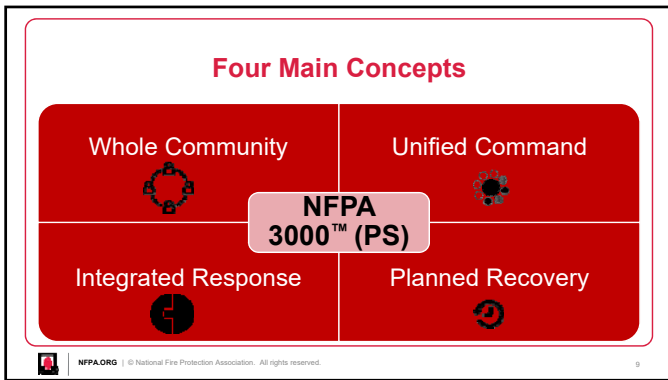 Four Main Concepts
Whole Community
Unified Command
NFPA
3000™ (PS)
Integrated Response
Planned Recovery
NFPA.ORG | © National Fire Protection Association. All rights reserved.
9